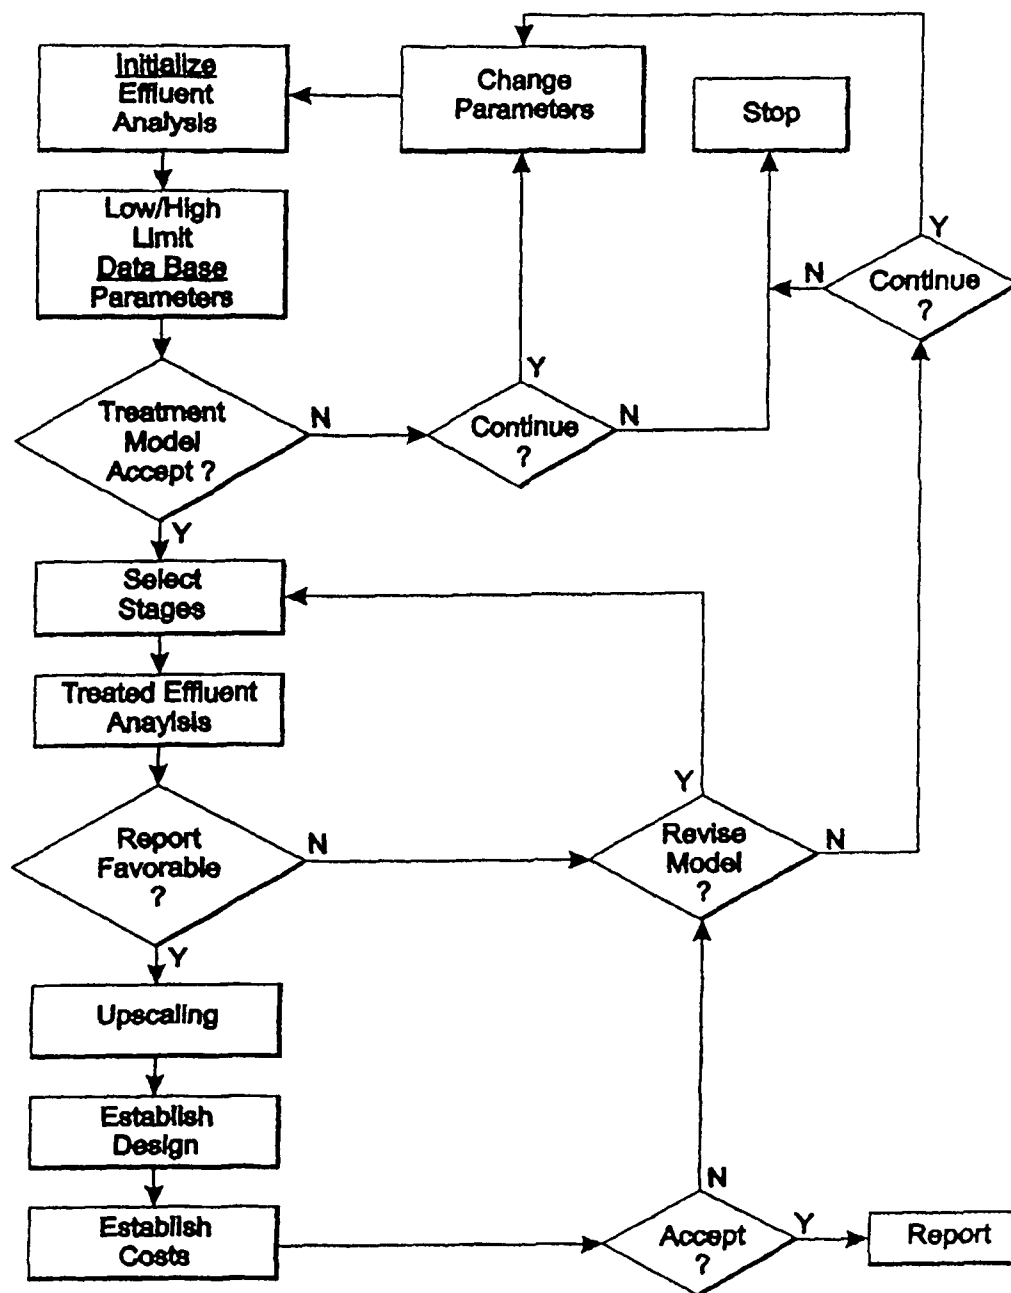 Initialize
Effluent
Analysis
Change
Parameters
Stop
Low/High
Limit
Data Base
Parameters
Y
N
Continue
?
Treatment
Model
Accept ?
N
Y
Continue
?
N
Y
Select
Stages
Treated Effluent
Anaylsis
Report
Favorable
?
N
Y
Revise
Model
?
N
Y
Upscaling
Establish
Design
Establish
Costs
N
Accept
?
Y
Report